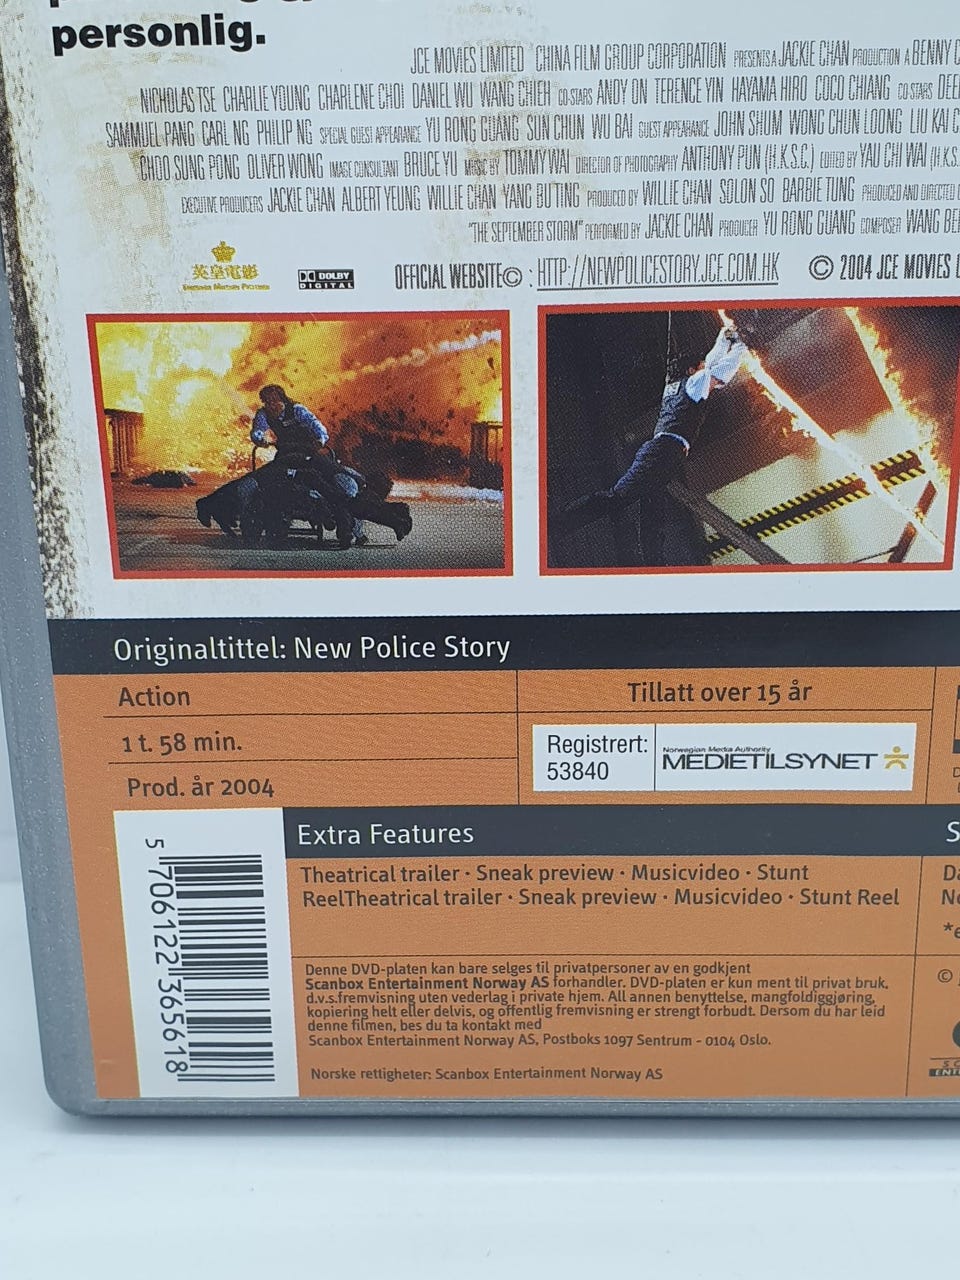 personlig.
JCE MOVIES LIMITED CHINA FILM GROUP CORPORATION PRESENTS A JACKIE CHAN PRODUCTION A BENNY
NICHOLAS TSE CHARLIE YOUNG CHARLENE CHOI DANIEL WU WANG CHIEH CO-STARS ANDY ON TERENCE YIN HAYAMA HIRO COCO CHIANG CO STARS
SAMMUEL PANG CARL NG PHILIP NG SPECIAL GUEST APPEARANCE YU RONG GUANG SUN CHUN WU BAI GUEST APPEARANCE JOHN SHUM WONG CHUN LOONG LIU KAI
CHOO SUNG PONG OLIVER WONG IMAGE CONSULTANT BRUCE YU MUSIC BY TOMMY WAI DIRECTOR OF PHOTOGRAPHY ANTHONY PUN (H.K.S.C.) EDITED BY YAU CHI WAI (H.K.S.
EXECUTIVE PRODUCERS JACKIE CHAN ALBERT YEUNG WILLIE CHAN YANG BU TING PRODUCED BY WILLIE CHAN SOLON SO BARBIE TUNG PRODUCED AND DIRECTED
"THE SEPTEMBER STORM" PERFORMED BY JACKIE CHAN PRODUCER YU RONG GUANG COMPOSER WANG
英皇電影
Emperor Motion Pictures
DOLBY
DIGITAL
OFFICIAL WEBSITE© : HTTP://NEWPOLICESTORY.JCE.COM.HK © 2004 JCE MOVIES
Originaltittel: New Police Story
Action
Tillatt over 15 år
1 t. 58 min.
Registrert:
53840
Norwegian Media Authority
MEDIETILSYNET
Prod. år 2004
Extra Features
S
Theatrical trailer · Sneak preview · Musicvideo · Stunt
ReelTheatrical trailer · Sneak preview · Musicvideo · Stunt Reel
Denne DVD-platen kan bare selges til privatpersoner av en godkjent
Scanbox Entertainment Norway AS forhandler. DVD-platen er kun ment til privat bruk,
d.v.s.fremvisning uten vederlag i private hjem. All annen benyttelse, mangfoldiggjøring,
kopiering helt eller delvis, og offentlig fremvisning er strengt forbudt. Dersom du har leid
denne filmen, bes du ta kontakt med
Scanbox Entertainment Norway AS, Postboks 1097 Sentrum - 0104 Oslo.
Norske rettigheter: Scanbox Entertainment Norway AS
5 706122 365618